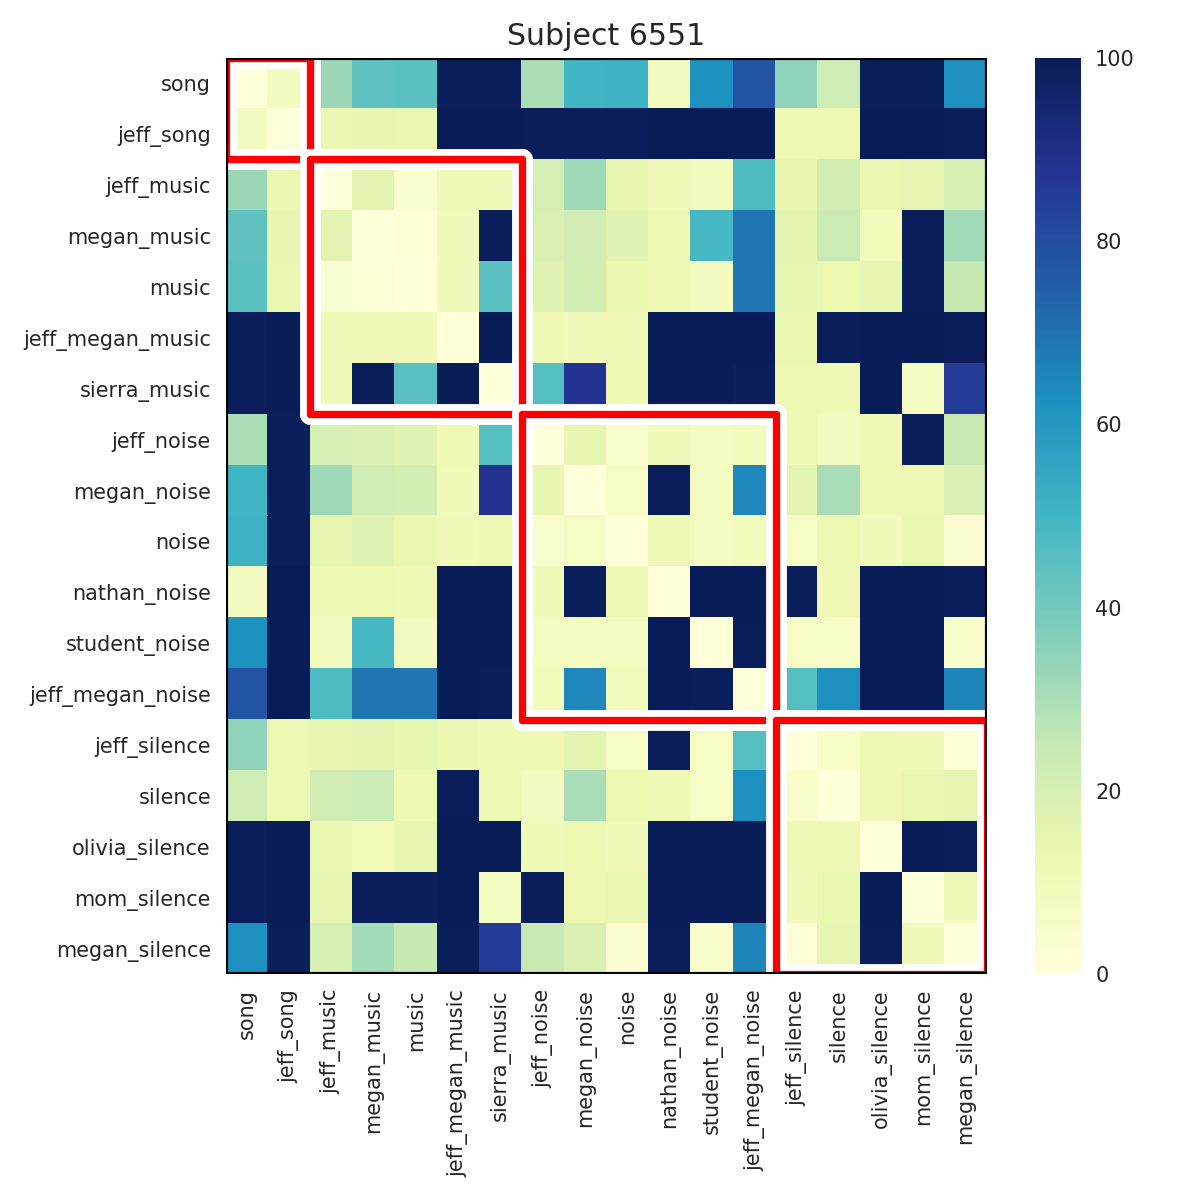 Subject 6551
song
jeff_song
jeff_music
megan_music
music
jeff_megan_music
sierra_music
jeff_noise
megan_noise
noise
nathan_noise
student_noise
jeff_megan_noise
jeff_silence
silence
olivia_silence
mom_silence
megan_silence
song
jeff_song
jeff_music
megan_music
music
jeff_megan_music
sierra_music
jeff_noise
megan_noise
noise
nathan_noise
student_noise
jeff_megan_noise
jeff_silence
silence
olivia_silence
mom_silence
megan_silence
100
80
60
40
20
0